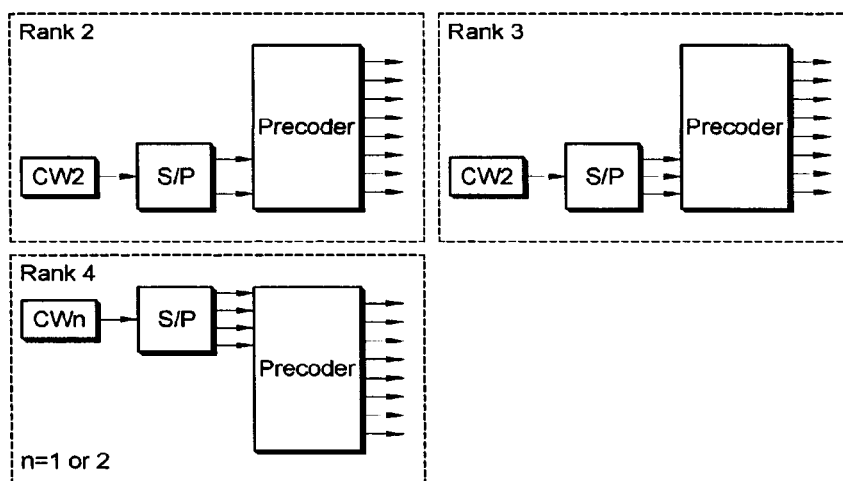 Rank 2
CW2
S/P
Precoder
Rank 3
CW2
S/P
Precoder
Rank 4
CWn
S/P
Precoder
n=1 or 2